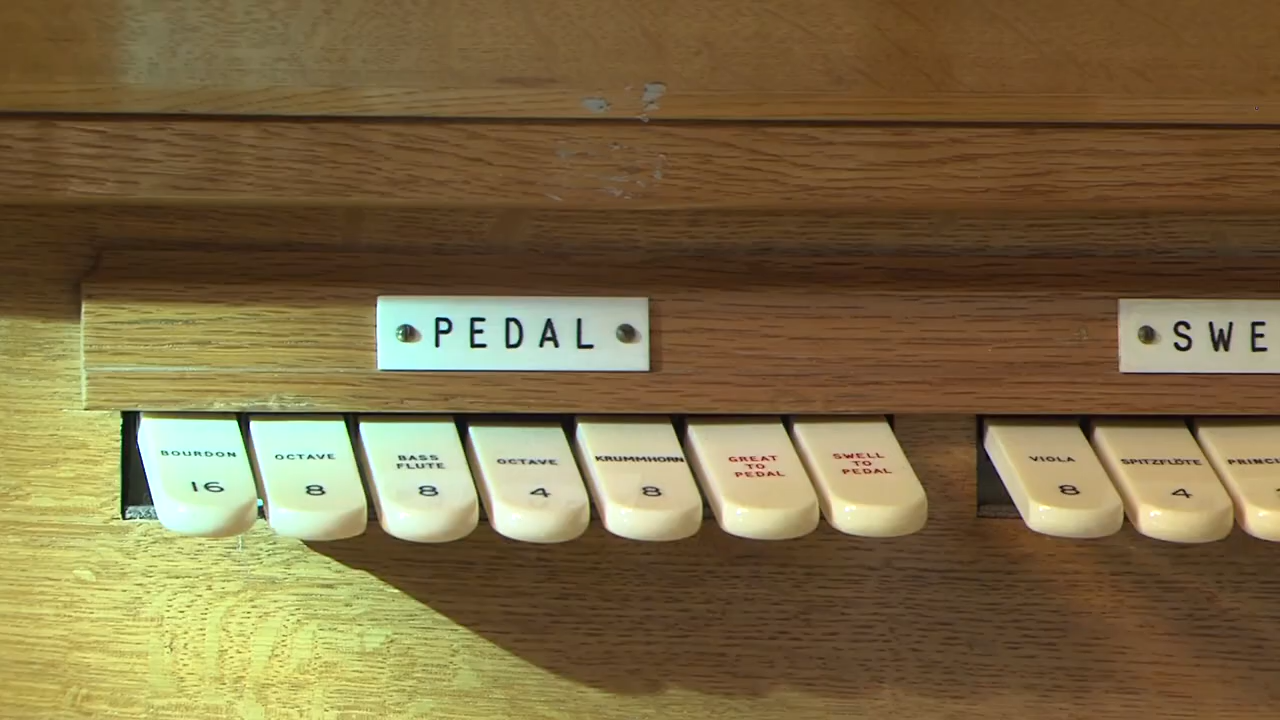 PEDAL
SWE
BOURDON
16
OCTAVE
8
BASS
FLUTE
8
OCTAVE
4
KRUMMHORN
8
GREAT
TO
PEDAL
SWELL
TO
PEDAL
VIOLA
8
SPITZFLÖTE
4